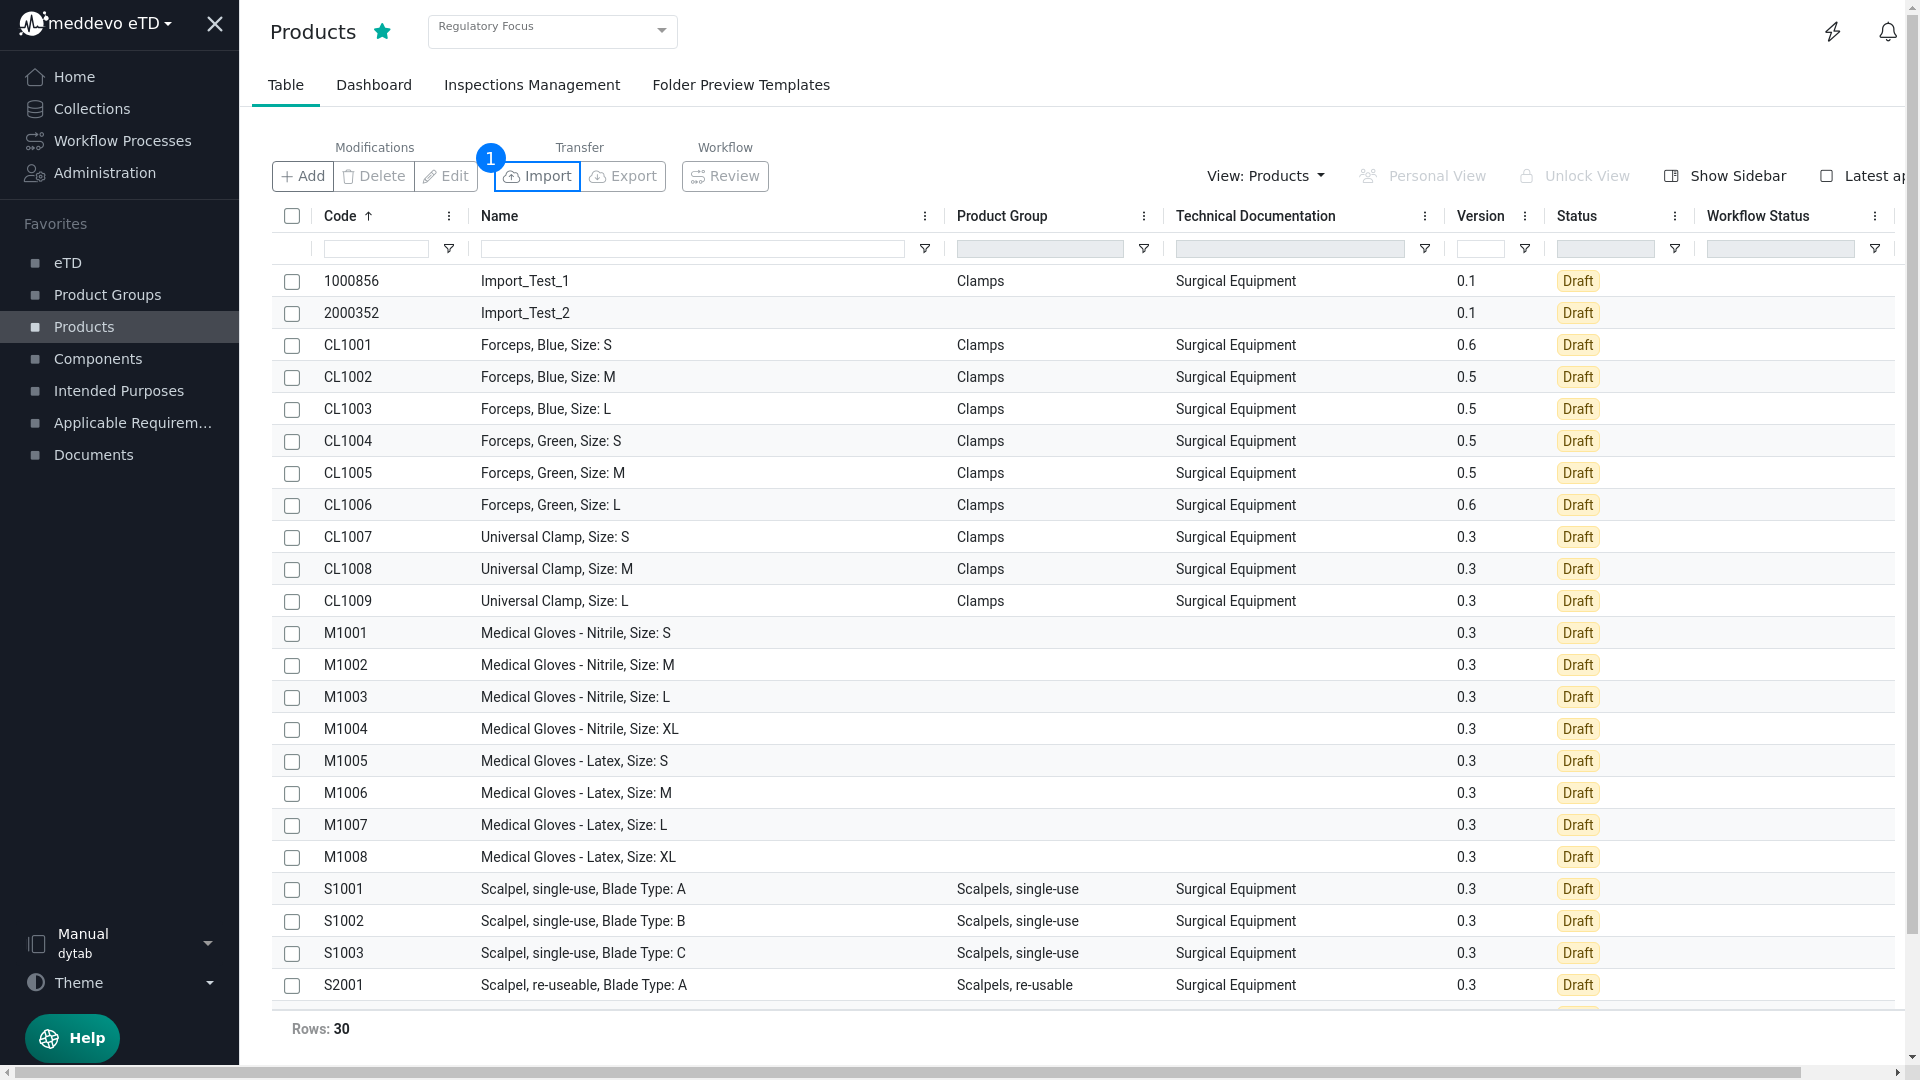 meddevo eTD
Home
Collections
Workflow Processes
Administration
Favorites
eTD
Product Groups
Products
Components
Intended Purposes
Applicable Requirem...
Documents
Manual
dytab
Theme
Help
Products
Regulatory Focus
Table Dashboard Inspections Management Folder Preview Templates
Modifications Transfer Workflow
1
Add Delete Edit Import Export Review View: Products Personal View Unlock View Show Sidebar Latest ap
Code Name Product Group Technical Documentation Version Status Workflow Status
1000856 Import_Test_1 Clamps Surgical Equipment 0.1 Draft
2000352 Import_Test_2 0.1 Draft
CL1001 Forceps, Blue, Size: S Clamps Surgical Equipment 0.6 Draft
CL1002 Forceps, Blue, Size: M Clamps Surgical Equipment 0.5 Draft
CL1003 Forceps, Blue, Size: L Clamps Surgical Equipment 0.5 Draft
CL1004 Forceps, Green, Size: S Clamps Surgical Equipment 0.5 Draft
CL1005 Forceps, Green, Size: M Clamps Surgical Equipment 0.5 Draft
CL1006 Forceps, Green, Size: L Clamps Surgical Equipment 0.6 Draft
CL1007 Universal Clamp, Size: S Clamps Surgical Equipment 0.3 Draft
CL1008 Universal Clamp, Size: M Clamps Surgical Equipment 0.3 Draft
CL1009 Universal Clamp, Size: L Clamps Surgical Equipment 0.3 Draft
M1001 Medical Gloves - Nitrile, Size: S 0.3 Draft
M1002 Medical Gloves - Nitrile, Size: M 0.3 Draft
M1003 Medical Gloves - Nitrile, Size: L 0.3 Draft
M1004 Medical Gloves - Nitrile, Size: XL 0.3 Draft
M1005 Medical Gloves - Latex, Size: S 0.3 Draft
M1006 Medical Gloves - Latex, Size: M 0.3 Draft
M1007 Medical Gloves - Latex, Size: L 0.3 Draft
M1008 Medical Gloves - Latex, Size: XL 0.3 Draft
S1001 Scalpel, single-use, Blade Type: A Scalpels, single-use Surgical Equipment 0.3 Draft
S1002 Scalpel, single-use, Blade Type: B Scalpels, single-use Surgical Equipment 0.3 Draft
S1003 Scalpel, single-use, Blade Type: C Scalpels, single-use Surgical Equipment 0.3 Draft
S2001 Scalpel, re-useable, Blade Type: A Scalpels, re-usable Surgical Equipment 0.3 Draft
Rows: 30